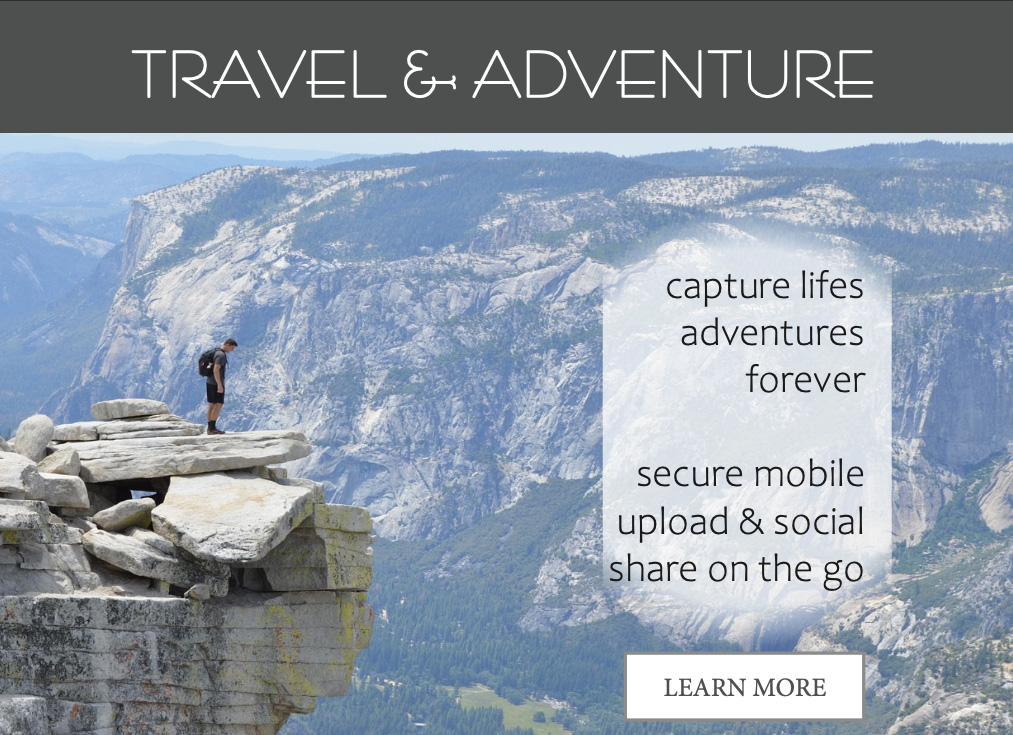 TRAVEL & ADVENTURE
capture lifes
adventures
forever
secure mobile
upload & social
share on the go
LEARN MORE